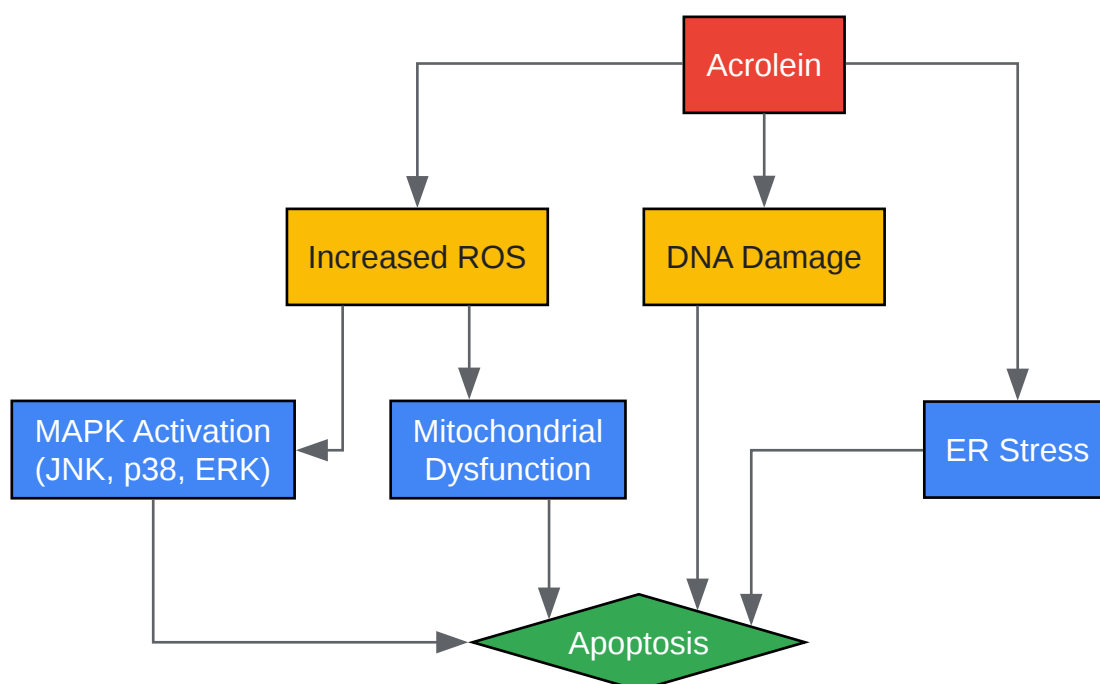 Acrolein
Increased ROS
DNA Damage
MAPK Activation
(JNK, p38, ERK)
Mitochondrial
Dysfunction
ER Stress
Apoptosis